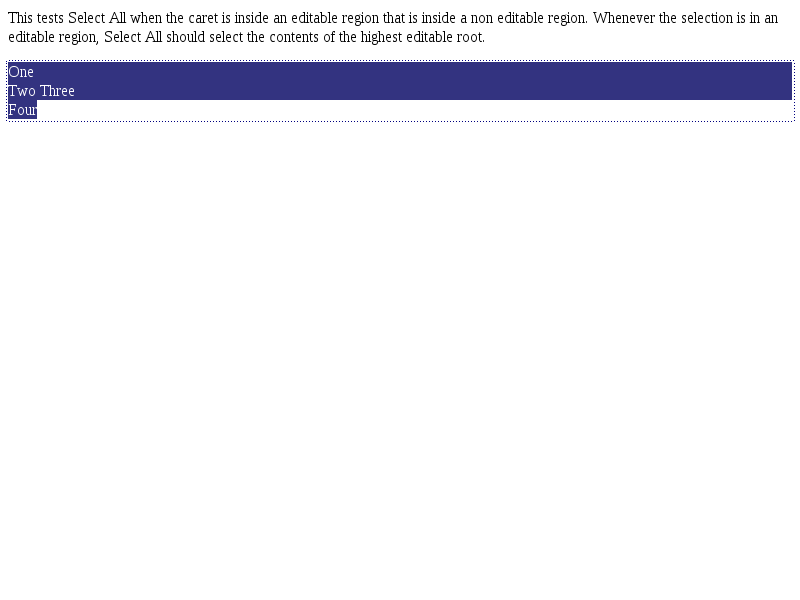 This tests Select All when the caret is inside an editable region that is inside a non editable region. Whenever the selection is in an
editable region, Select All should select the contents of the highest editable root.
One
Two Three
Four